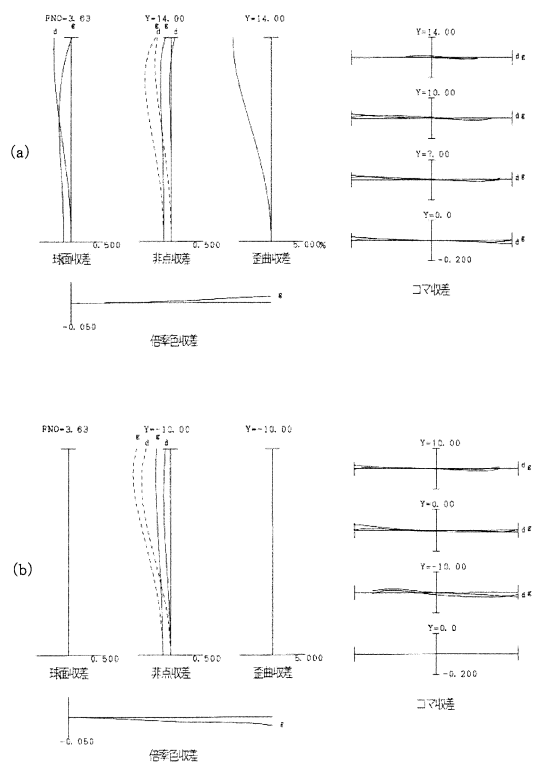 FNO=3.63
Y=14.00
Y=14.00
g
d
g g
d d
(a)
0.500
0.500
5.000%
球面収差
非点収差
歪曲収差
g
-0.050
倍率色収差
Y=14.00
d g
Y=10.00
d g
Y=7.00
d g
Y=0.0
g
d
-0.200
コマ収差
FNO=3.63
Y=-10.00
Y=-10.00
g g
d d
(b)
0.500
0.500
5.000
球面収差
非点収差
歪曲収差
-0.050
g
倍率色収差
Y=10.00
d g
Y=0.00
d g
Y=-10.00
g
d
Y=0.0
-0.200
コマ収差